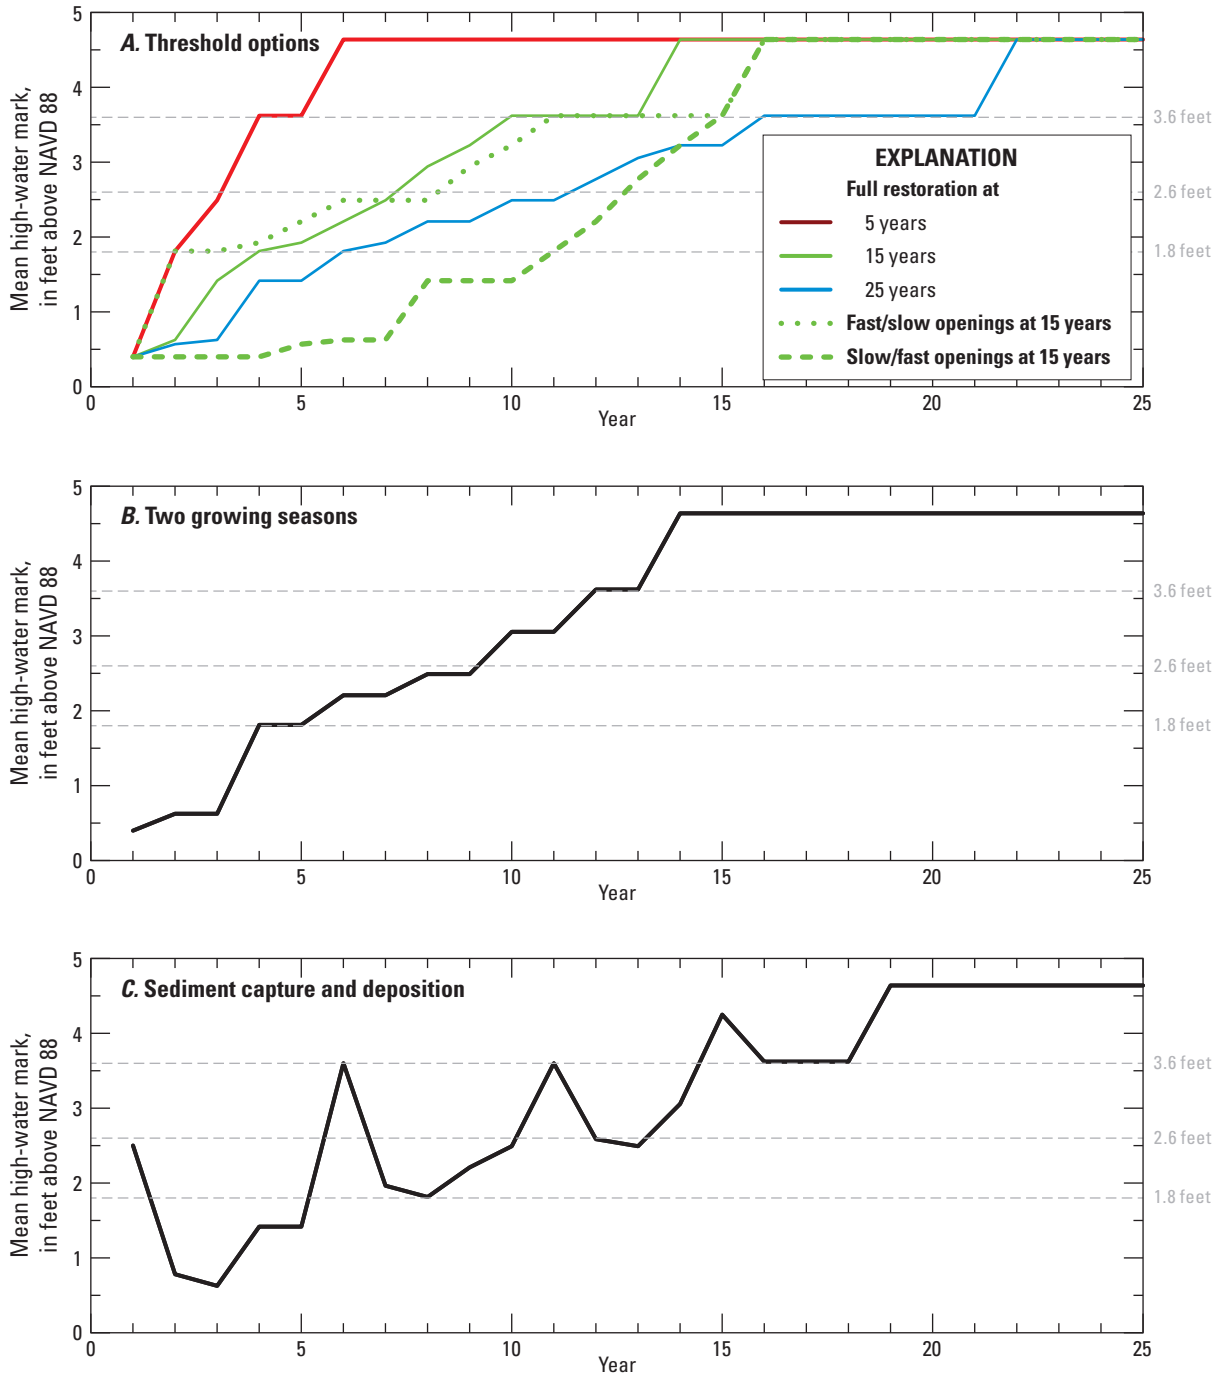 A. Threshold options
Mean high-water mark,
in feet above NAVD 88
5
4
3
2
1
0
3.6 feet
2.6 feet
1.8 feet
EXPLANATION
Full restoration at
5 years
15 years
25 years
Fast/slow openings at 15 years
Slow/fast openings at 15 years
0
5
10
15
20
25
Year
B. Two growing seasons
Mean high-water mark,
in feet above NAVD 88
5
4
3
2
1
0
3.6 feet
2.6 feet
1.8 feet
0
5
10
15
20
25
Year
C. Sediment capture and deposition
Mean high-water mark,
in feet above NAVD 88
5
4
3
2
1
0
3.6 feet
2.6 feet
1.8 feet
0
5
10
15
20
25
Year